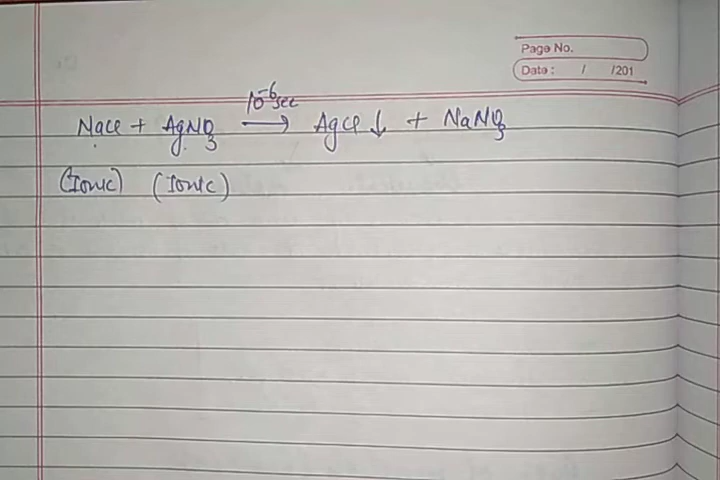 Page No.
Date : / /201
10⁻⁶sec
NaCl + AgNO₃ ⟶ AgCl ↓ + NaNO₃
(Ionic) (Ionic)